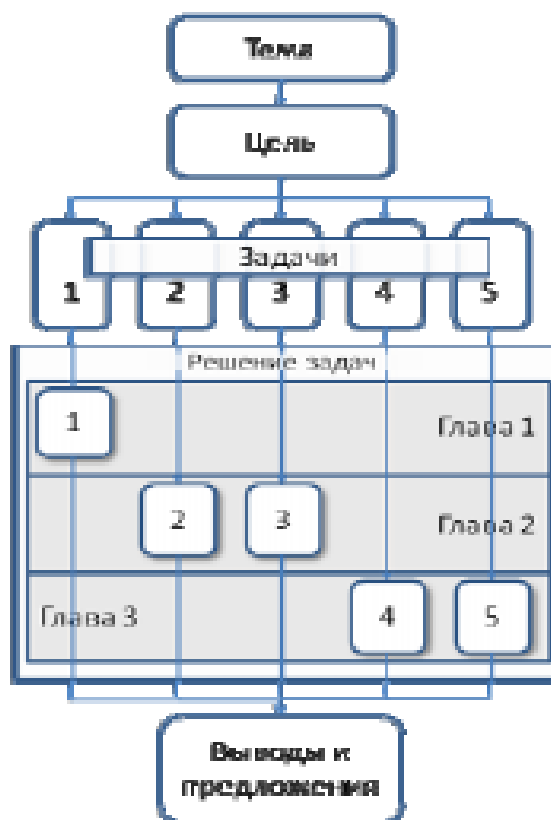 Тема
Цель
Задачи
1 2 3 4 5
Решение задач
1 Глава 1
2 3 Глава 2
Глава 3 4 5
Выводы и
предложения